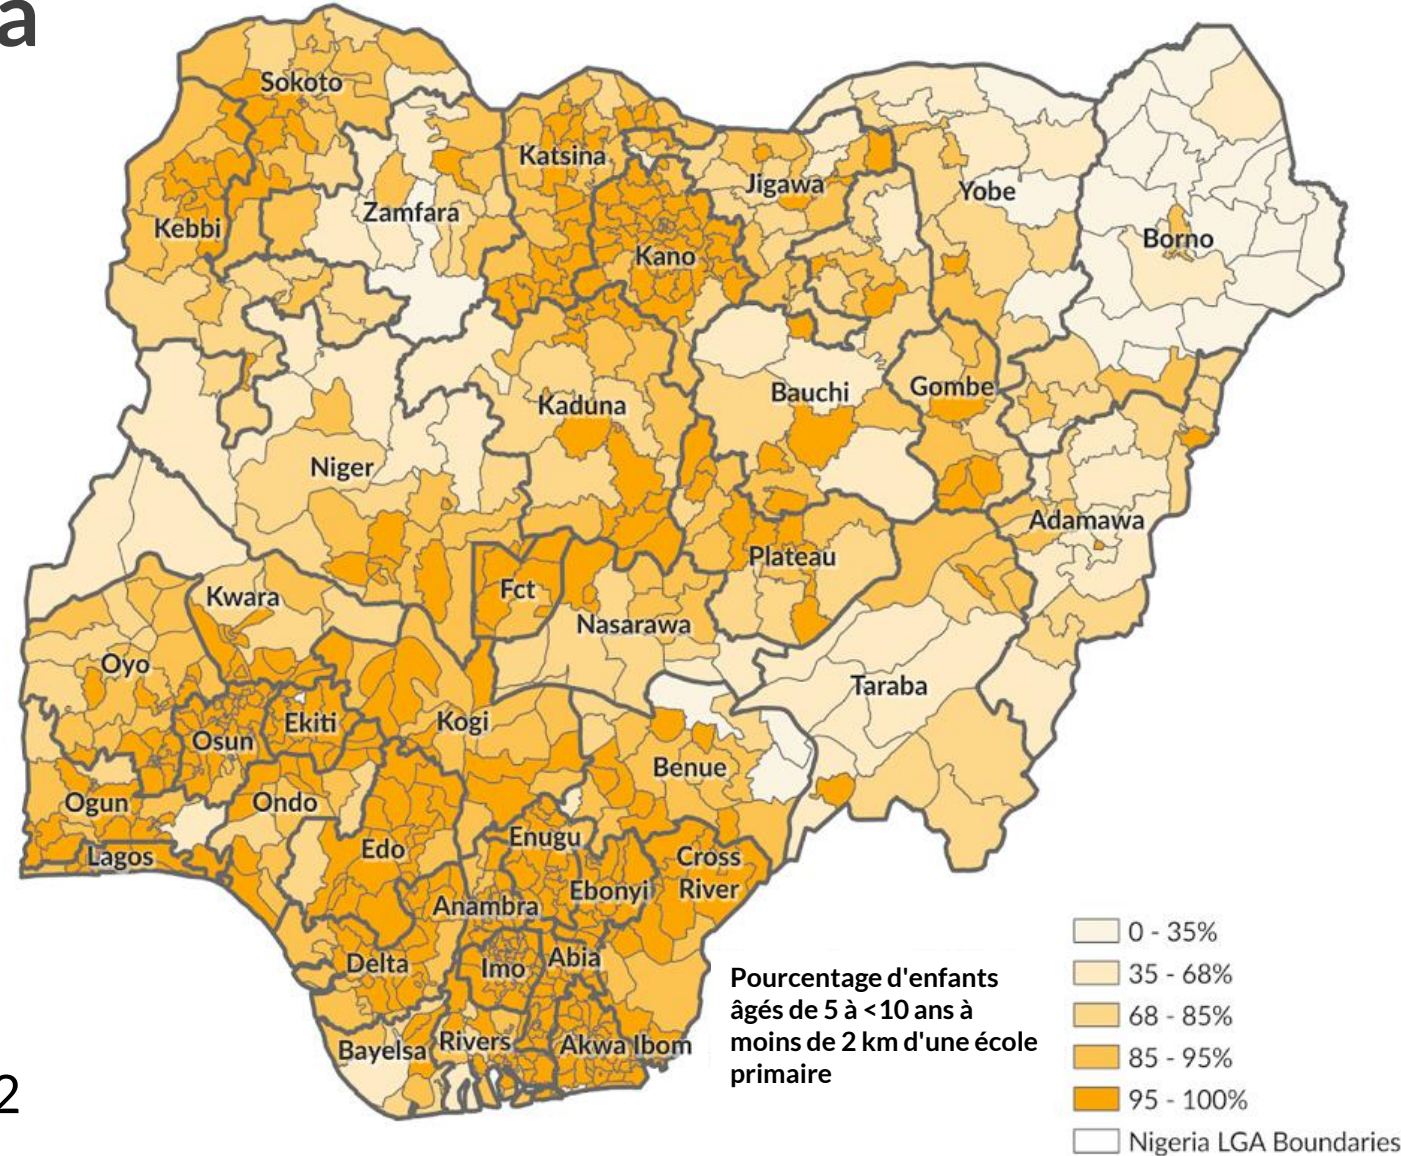 a
Sokoto
Katsina
Jigawa
Yobe
Zamfara
Kebbi
Borno
Kano
Bauchi
Gombe
Kaduna
Niger
Adamawa
Plateau
Fct
Kwara
Nasarawa
Oyo
Taraba
Kogi
Ekiti
Osun
Benue
Ogun
Ondo
Enugu
Edo
Lagos
Cross
River
Ebonyi
Anambra
Delta
Imo
Abia
Rivers
Bayelsa
Akwa Ibom
2
Pourcentage d'enfants
âgés de 5 à <10 ans à
moins de 2 km d'une école
primaire
0 - 35%
35 - 68%
68 - 85%
85 - 95%
95 - 100%
Nigeria LGA Boundaries